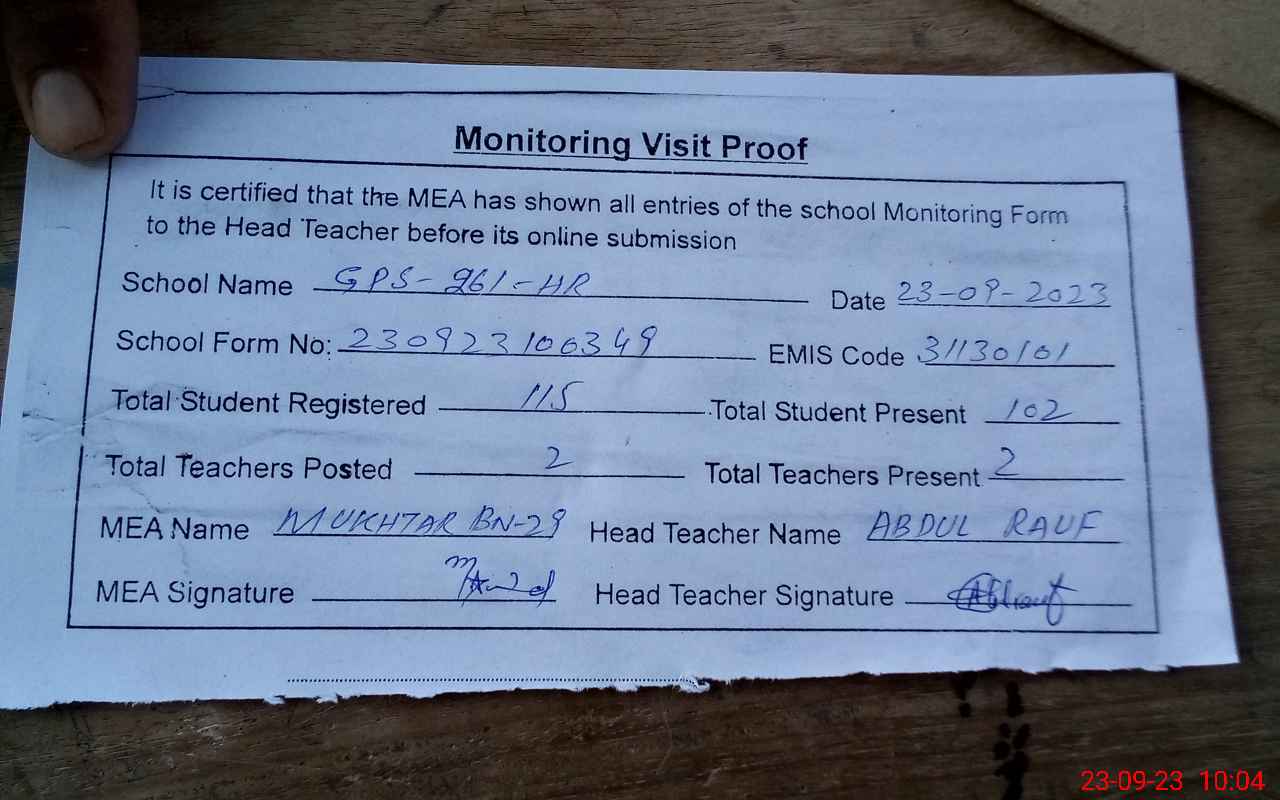 Monitoring Visit Proof
It is certified that the MEA has shown all entries of the school Monitoring Form
to the Head Teacher before its online submission
School Name GPS-261-HR Date 23-09-2023
School Form No: 230923100349 EMIS Code 31130101
Total Student Registered 115 Total Student Present 102
Total Teachers Posted 2 Total Teachers Present 2
MEA Name MUKHTAR BN-29 Head Teacher Name ABDUL RAUF
MEA Signature Head Teacher Signature
23-09-23 10:04